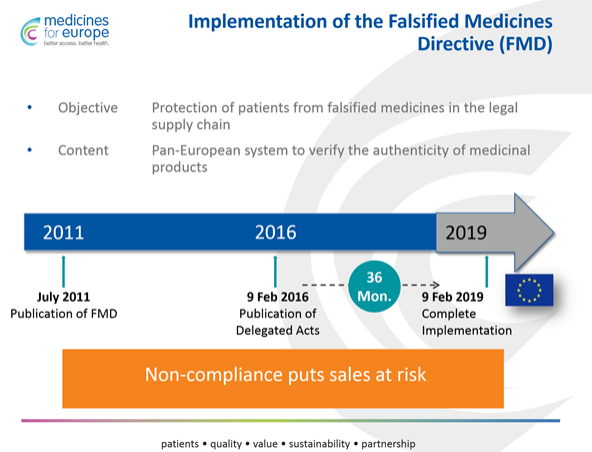 medicines
for europe
better access. better health.
Implementation of the Falsified Medicines
Directive (FMD)
• Objective Protection of patients from falsified medicines in the legal
supply chain
• Content Pan-European system to verify the authenticity of medicinal
products
2011 2016 2019
36
Mon.
July 2011
Publication of FMD
9 Feb 2016
Publication of
Delegated Acts
9 Feb 2019
Complete
Implementation
Non-compliance puts sales at risk
patients • quality • value • sustainability • partnership